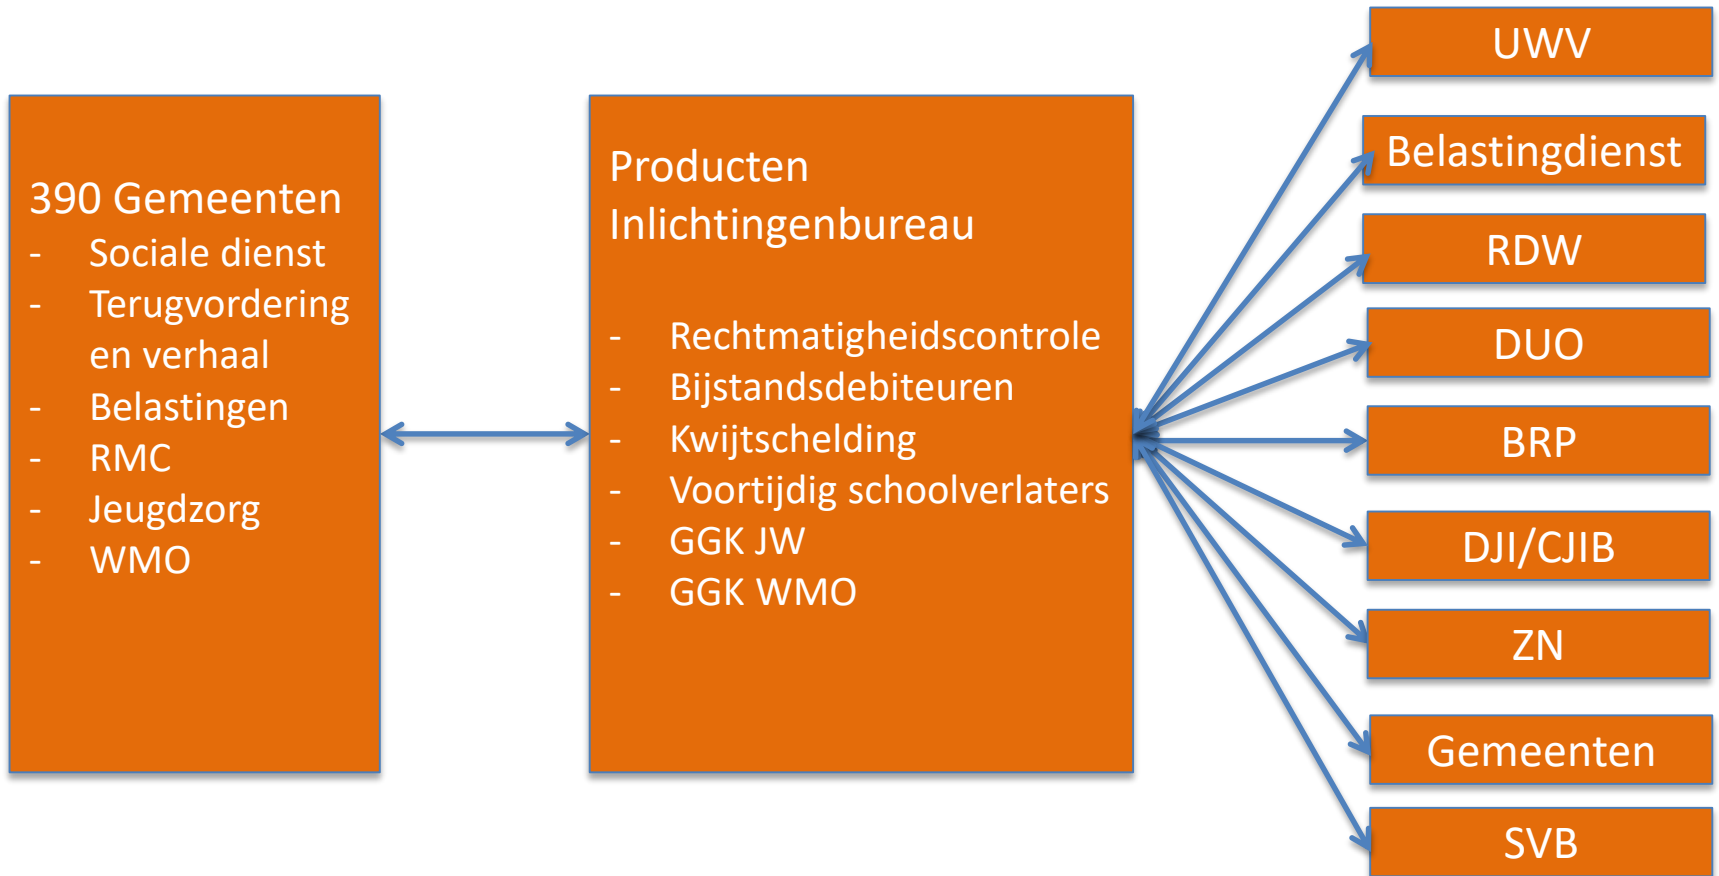 390 Gemeenten
- Sociale dienst
- Terugvordering
en verhaal
- Belastingen
- RMC
- Jeugdzorg
- WMO
Producten
Inlichtingenbureau
- Rechtmatigheidscontrole
- Bijstandsdebiteuren
- Kwijtschelding
- Voortijdig schoolverlaters
- GGK JW
- GGK WMO
UWV
Belastingdienst
RDW
DUO
BRP
DJI/CJIB
ZN
Gemeenten
SVB